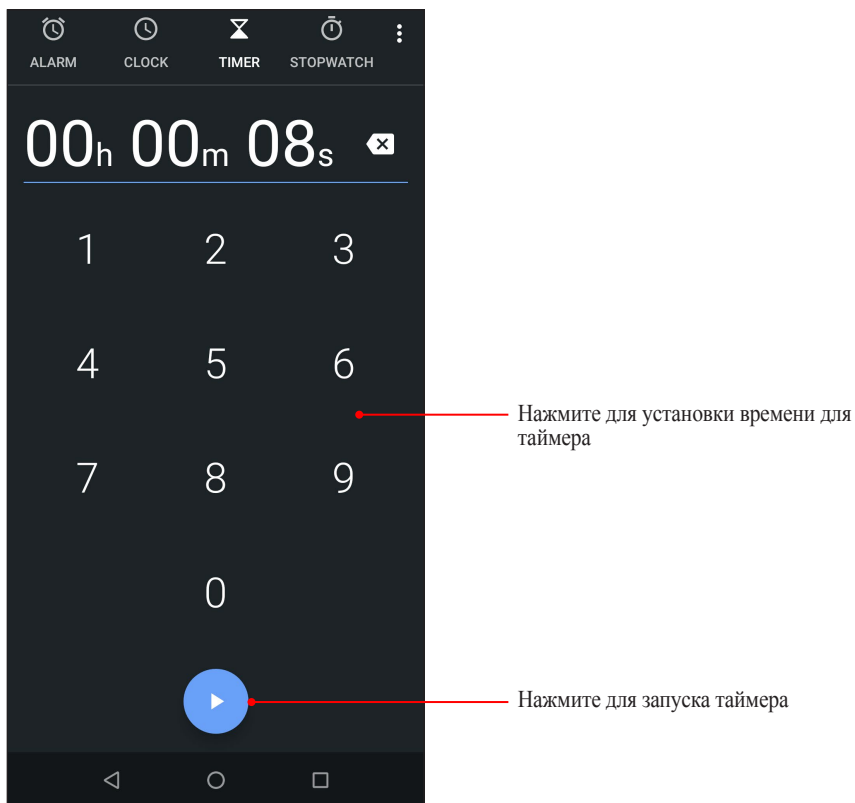 ALARM CLOCK TIMER STOPWATCH
00h 00m 08s
1 2 3
4 5 6
Нажмите для установки времени для
таймера
7 8 9
0
Нажмите для запуска таймера